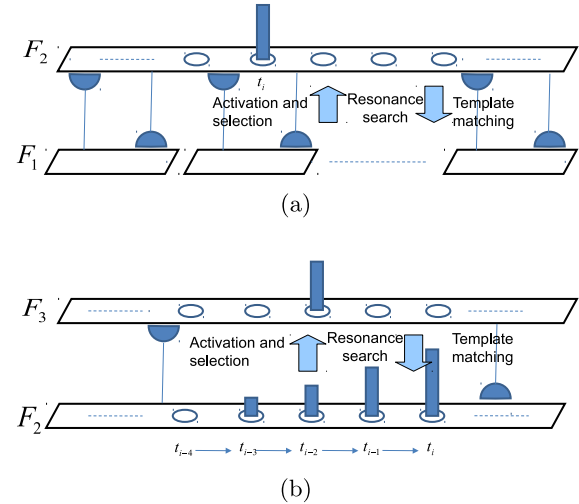 F₂
tᵢ
Activation and selection
Resonance search
Template matching
F₁
(a)
F₃
Activation and selection
Resonance search
Template matching
F₂
tᵢ₋₄ → tᵢ₋₃ → tᵢ₋₂ → tᵢ₋₁ → tᵢ
(b)